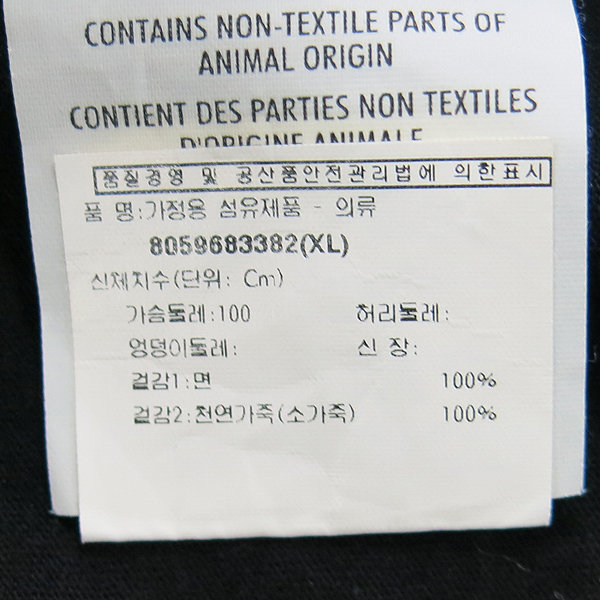 CONTAINS NON-TEXTILE PARTS OF
ANIMAL ORIGIN
CONTIENT DES PARTIES NON TEXTILES
D'ORIGINE ANIMALE
품질경영 및 공산품안전관리법에 의한표시
품 명:가정용 섬유제품 - 의류
8059683382(XL)
신체치수(단위: Cm)
가슴둘레:100 허리둘레:
엉덩이둘레: 신 장:
겉감1:면 100%
겉감2:천연가죽(소가죽) 100%